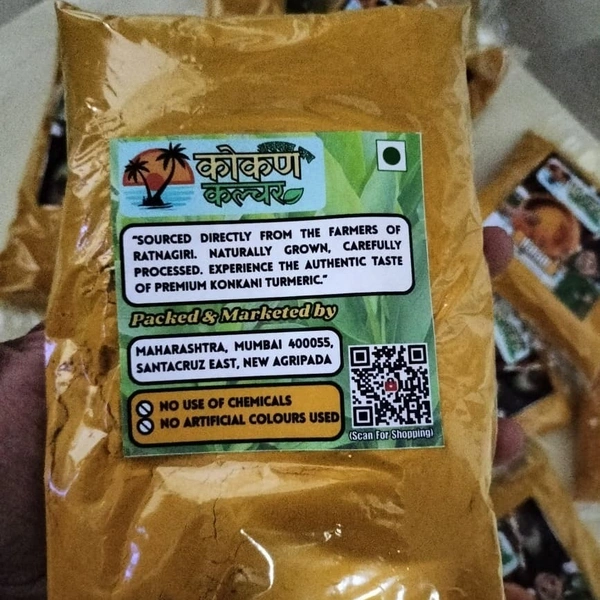 कोकण
कल्चर
"SOURCED DIRECTLY FROM THE FARMERS OF
RATNAGIRI. NATURALLY GROWN, CAREFULLY
PROCESSED. EXPERIENCE THE AUTHENTIC TASTE
OF PREMIUM KONKANI TURMERIC."
Packed & Marketed by
MAHARASHTRA, MUMBAI 400055,
SANTACRUZ EAST, NEW AGRIPADA
NO USE OF CHEMICALS
NO ARTIFICIAL COLOURS USED
(Scan For Shopping)